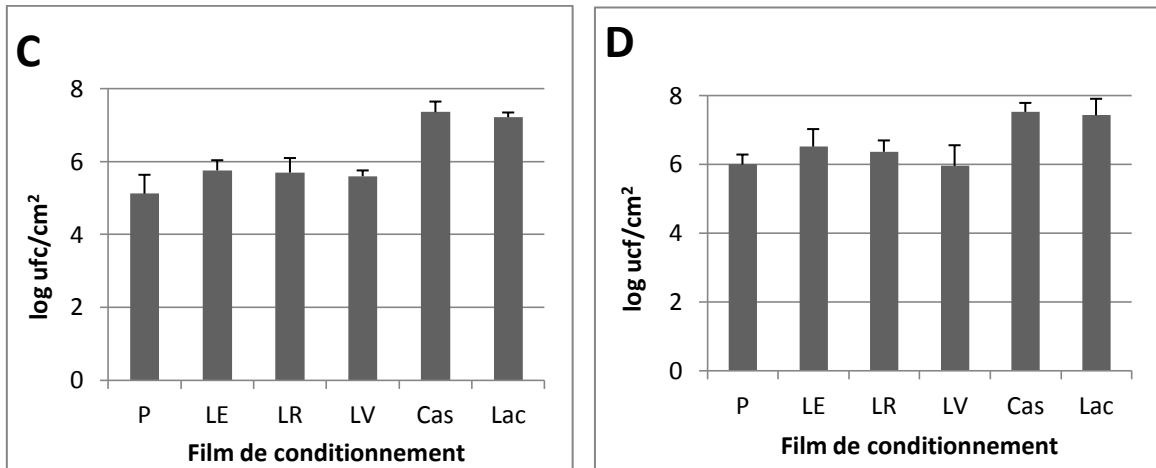 C
8
6
4
2
0
log ufc/cm²
P LE LR LV Cas Lac
Film de conditionnement
D
8
6
4
2
0
log ucf/cm²
P LE LR LV Cas Lac
Film de conditionnement